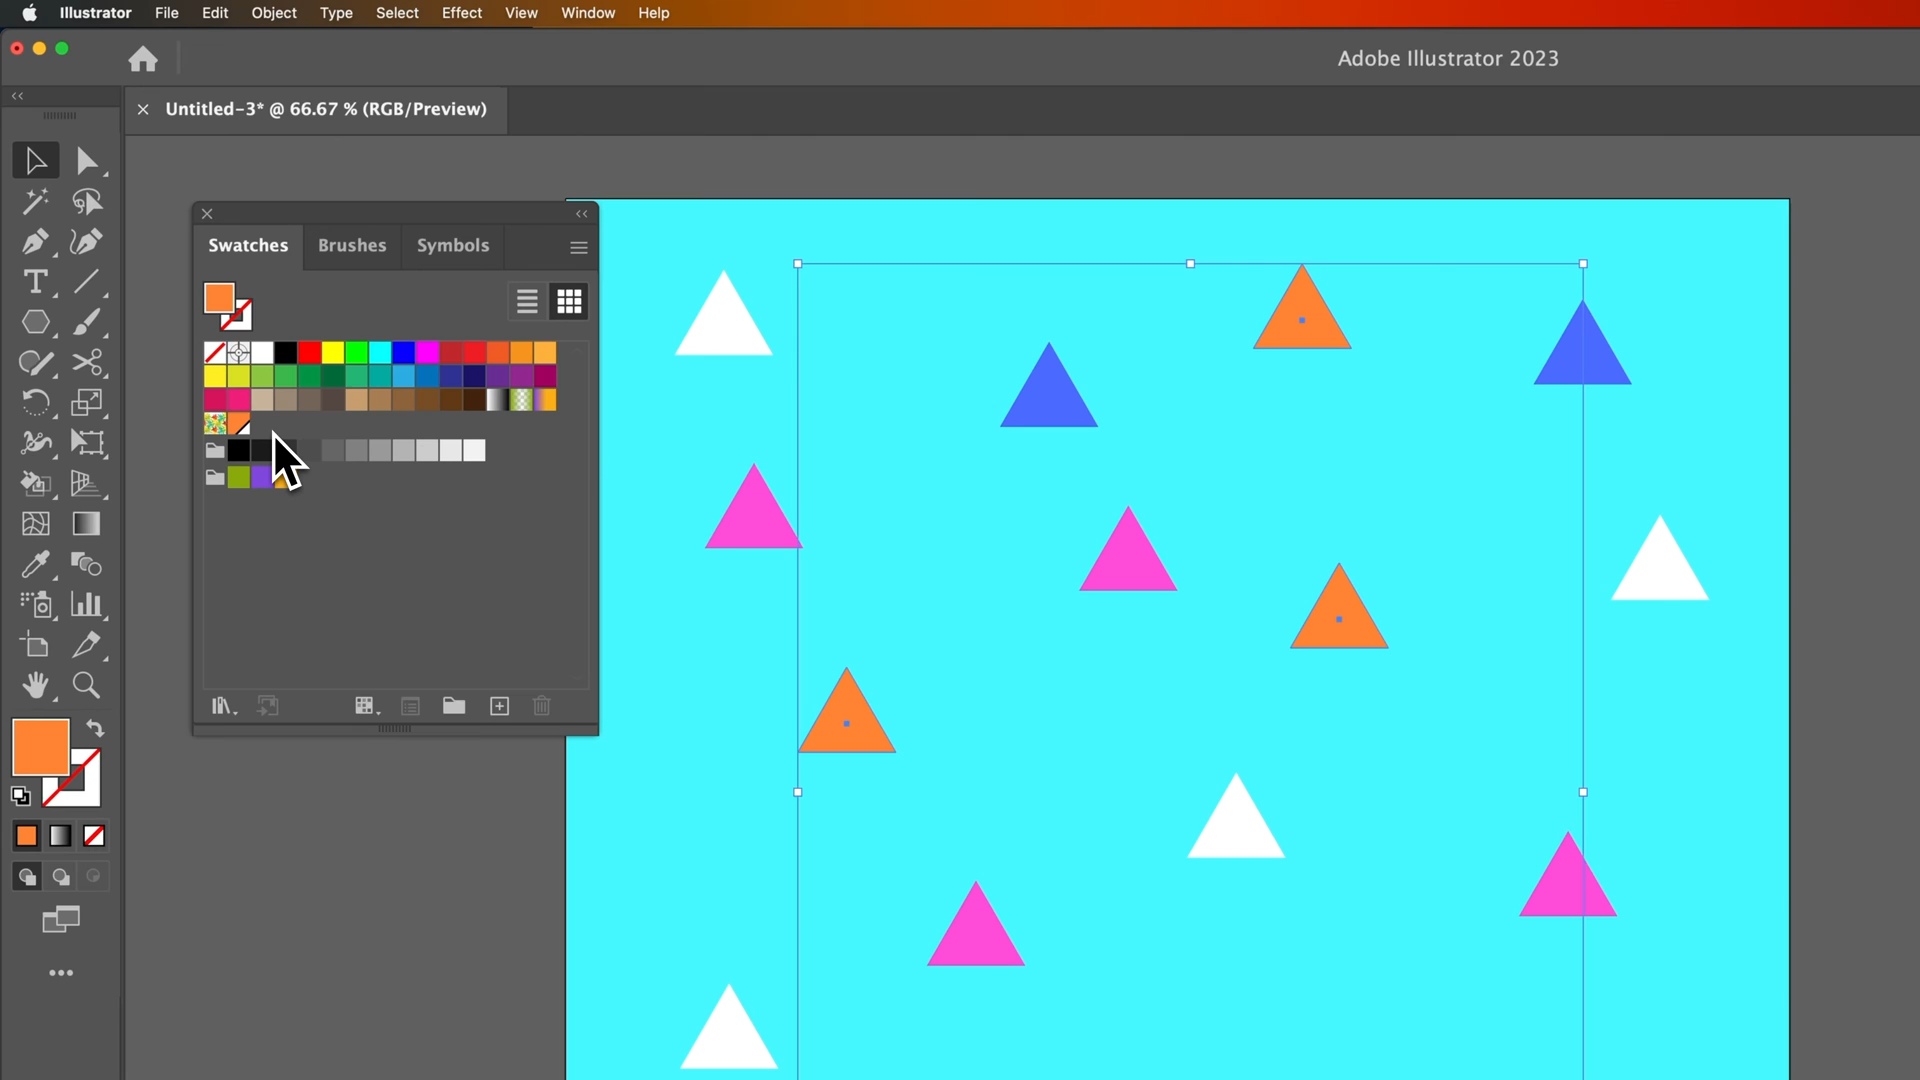 Illustrator File Edit Object Type Select Effect View Window Help
Adobe Illustrator 2023
Untitled-3* @ 66.67 % (RGB/Preview)
Swatches Brushes Symbols